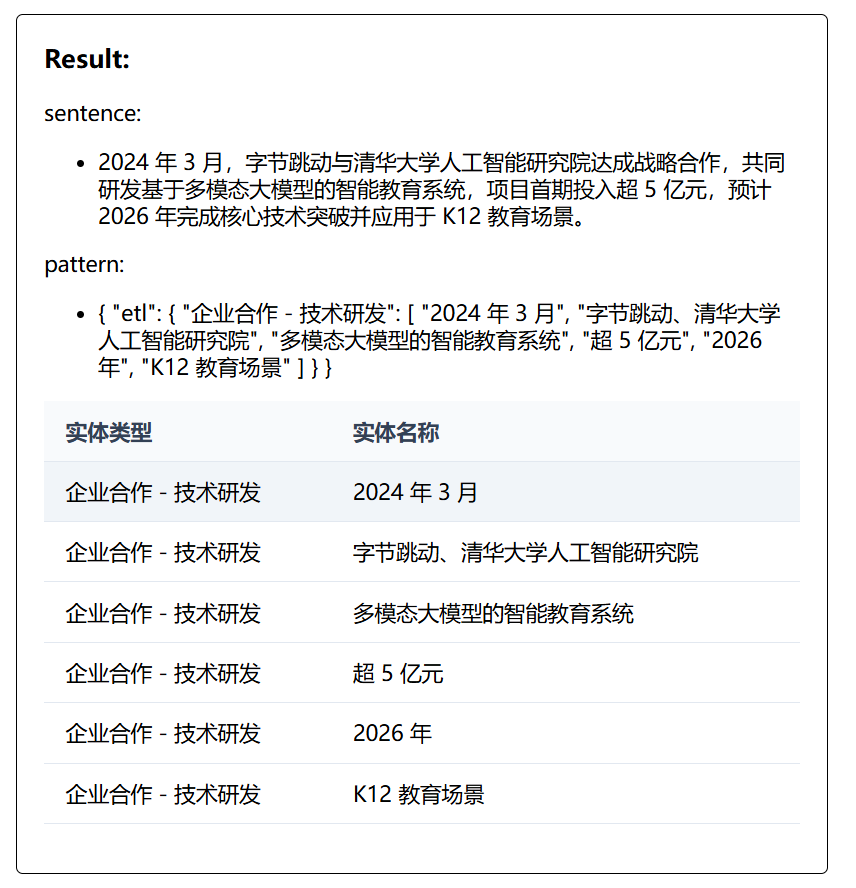 Result:
sentence:
• 2024 年 3 月，字节跳动与清华大学人工智能研究院达成战略合作，共同
研发基于多模态大模型的智能教育系统，项目首期投入超 5 亿元，预计
2026 年完成核心技术突破并应用于 K12 教育场景。
pattern:
• { "etl": { "企业合作 - 技术研发": [ "2024 年 3 月", "字节跳动、清华大学
人工智能研究院", "多模态大模型的智能教育系统", "超 5 亿元", "2026
年", "K12 教育场景" ] } }
实体类型 实体名称
企业合作 - 技术研发 2024 年 3 月
企业合作 - 技术研发 字节跳动、清华大学人工智能研究院
企业合作 - 技术研发 多模态大模型的智能教育系统
企业合作 - 技术研发 超 5 亿元
企业合作 - 技术研发 2026 年
企业合作 - 技术研发 K12 教育场景